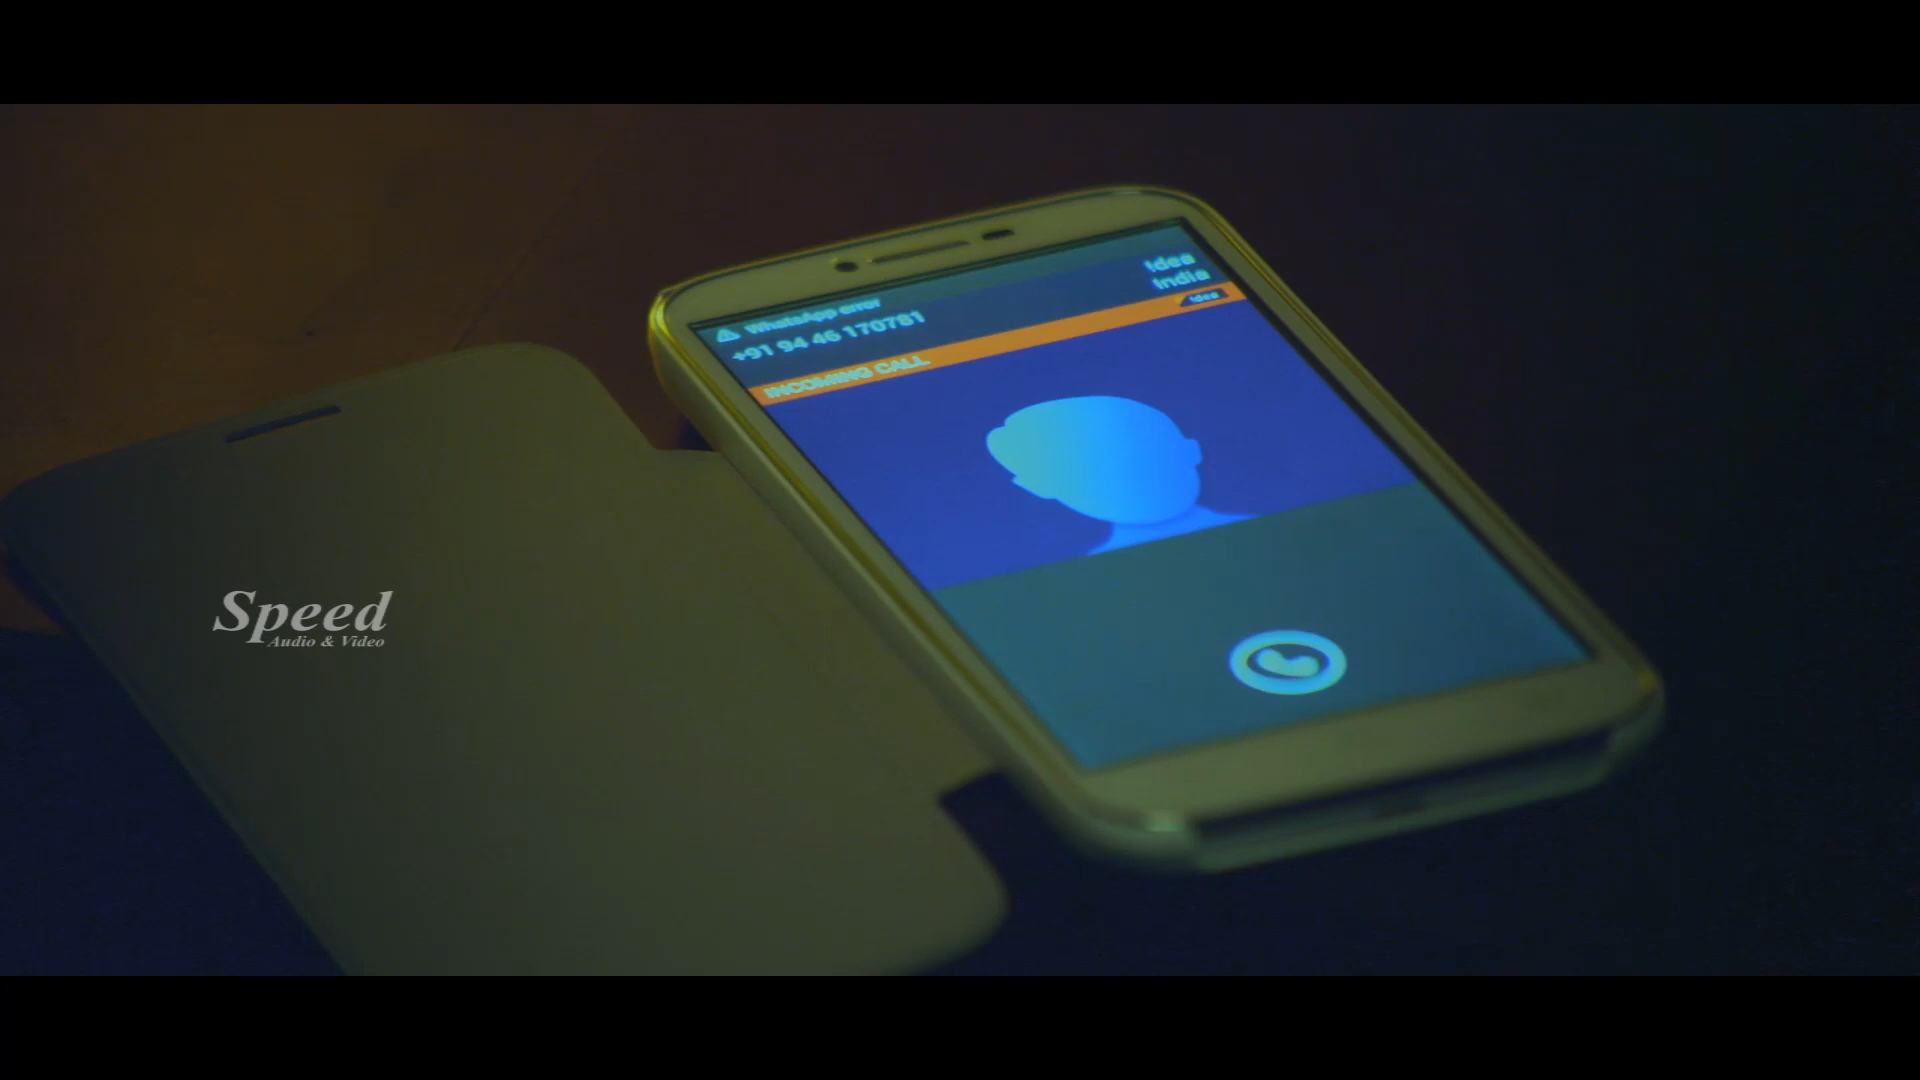 WhatsApp error
Idea
India
+91 94 46 170781
Idea
INCOMING CALL
Speed
Audio & Video